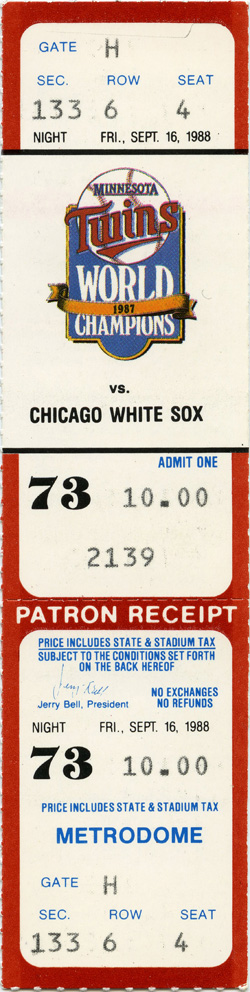 GATE H
SEC. ROW SEAT
133 6 4
NIGHT FRI., SEPT. 16, 1988
MINNESOTA
Twins
WORLD
1987
CHAMPIONS
vs.
CHICAGO WHITE SOX
ADMIT ONE
73 10.00
2139
PATRON RECEIPT
PRICE INCLUDES STATE & STADIUM TAX
SUBJECT TO THE CONDITIONS SET FORTH
ON THE BACK HEREOF
Jerry Bell
NO EXCHANGES
Jerry Bell, President NO REFUNDS
NIGHT FRI., SEPT. 16, 1988
73 10.00
PRICE INCLUDES STATE & STADIUM TAX
METRODOME
GATE H
SEC. ROW SEAT
133 6 4